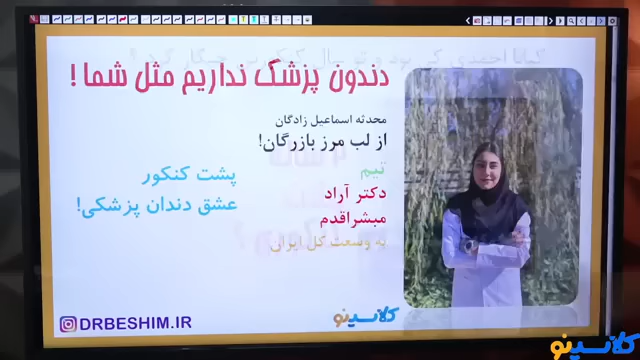 دندون پزشک نداریم مثل شما !
محدثه اسماعیل زادگان
از لب مرز بازرگان!
تیم
دکتر آراد
مبشراقدم
به وسعت کل ایران
پشت کنکور
عشق دندان پزشکی!
DRBESHIM.IR
کلاسینو
کلاسینو